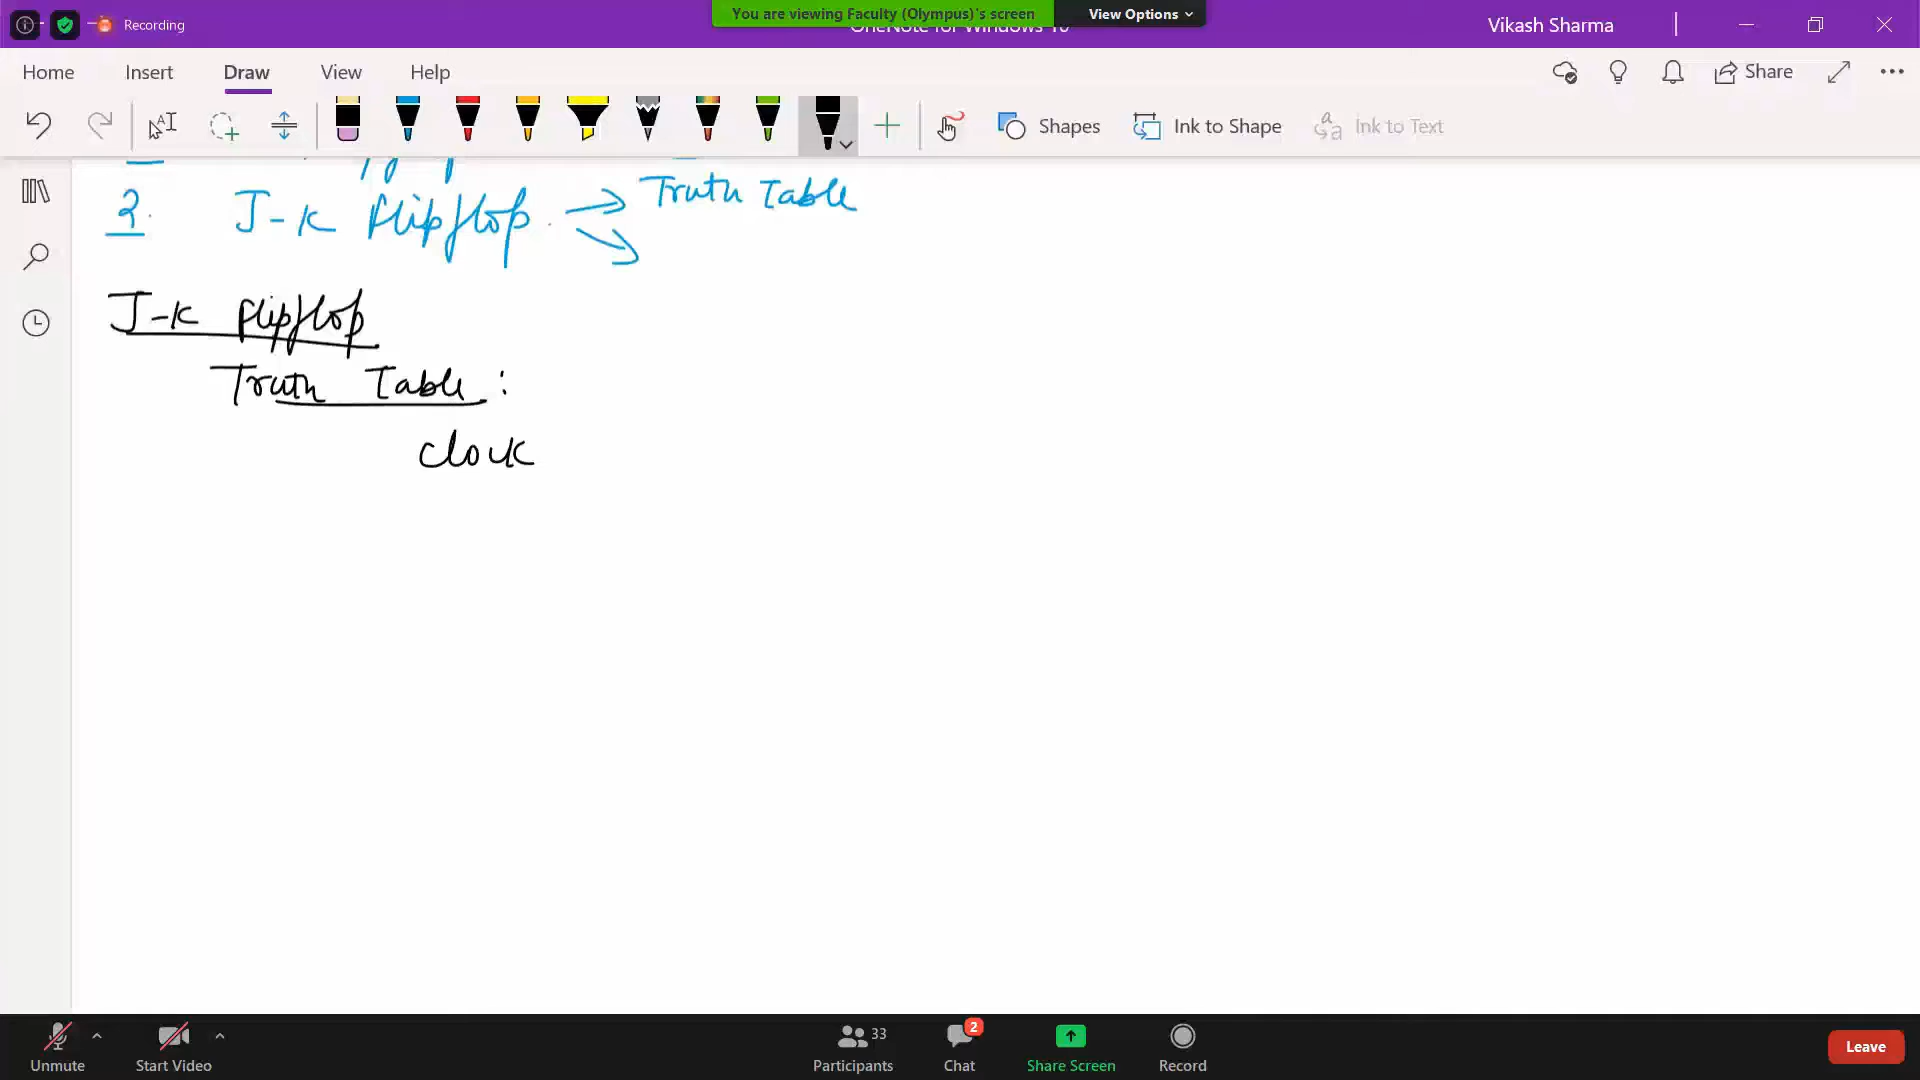 Recording
You are viewing Faculty (Olympus)'s screen
View Options
Vikash Sharma
Home Insert Draw View Help
Share
Shapes
Ink to Shape
Ink to Text
2. J-K flipflop. → Truth Table
J-K flipflop
Truth Table :
clock
Unmute
Start Video
33
Participants
2
Chat
Share Screen
Record
Leave